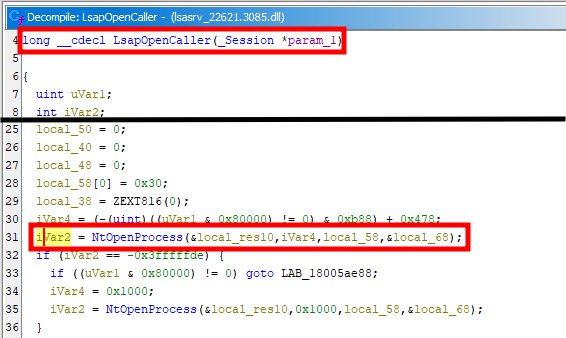 Decompile: LsapOpenCaller - (lsasrv_22621.3085.dll)
4 long __cdecl LsapOpenCaller(_Session *param_1)
5
6 {
7 uint uVar1;
8 int iVar2;
25 local_50 = 0;
26 local_40 = 0;
27 local_48 = 0;
28 local_58[0] = 0x30;
29 local_38 = ZEXT816(0);
30 iVar4 = (-(uint)((uVar1 & 0x80000) != 0) & 0xb88) + 0x478;
31 iVar2 = NtOpenProcess(&local_res10,iVar4,local_58,&local_68);
32 if (iVar2 == -0x3fffffde) {
33 if ((uVar1 & 0x80000) != 0) goto LAB_18005ae88;
34 iVar4 = 0x1000;
35 iVar2 = NtOpenProcess(&local_res10,0x1000,local_58,&local_68);
36 }